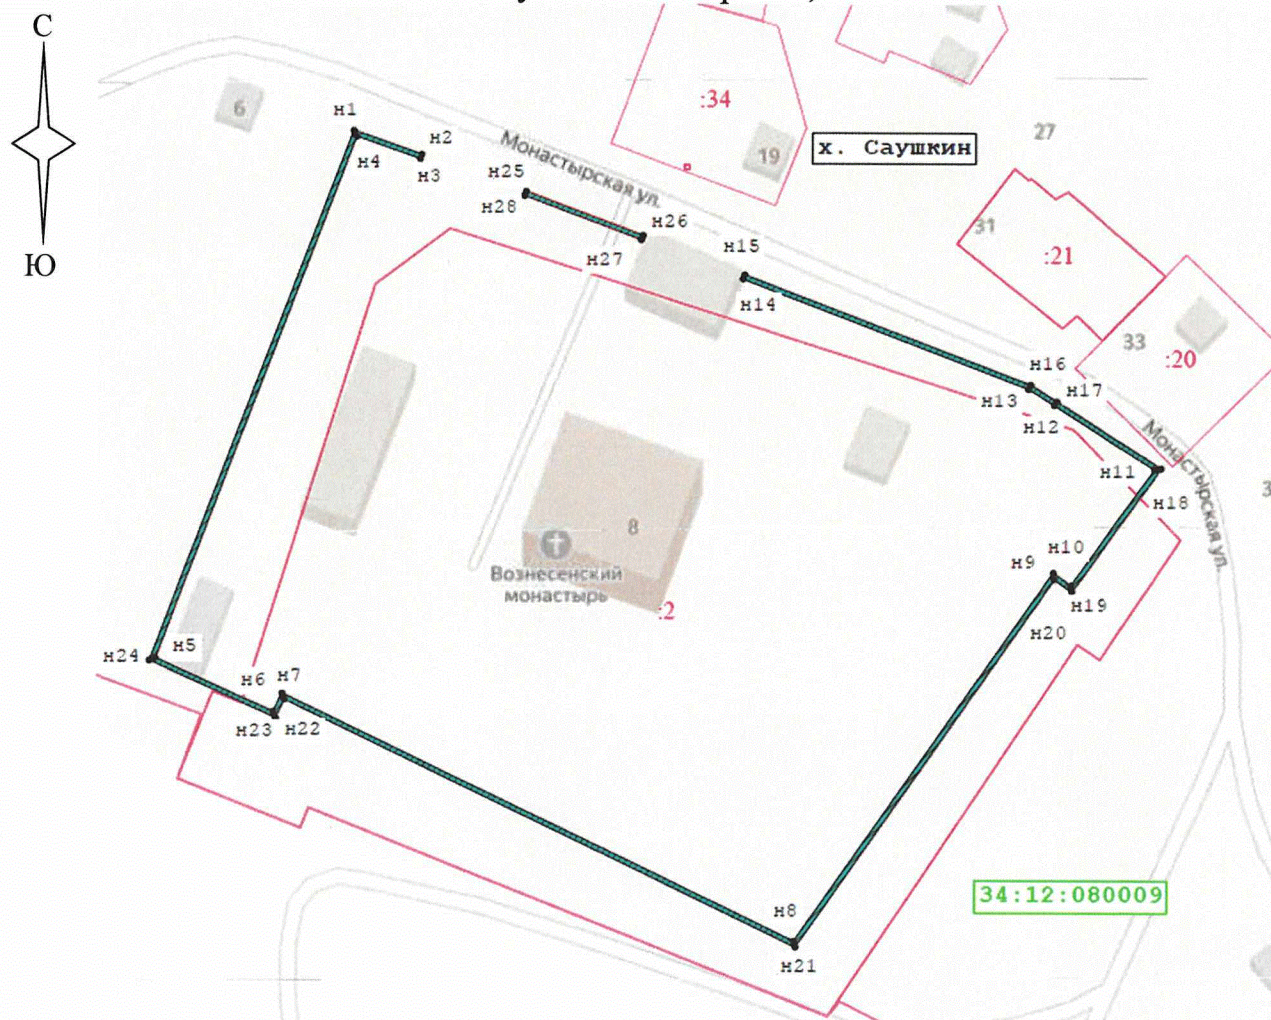 С
Ю
6
н1
н2
н4
н3
н25
н28
Монастырская ул.
н26
н27
:34
19
х. Саушкин
27
31
:21
33
:20
н15
н14
н16
н13
н17
н12
н11
н18
Монастырская ул.
3
8
Вознесенский
монастырь
:2
н9
н10
н19
н20
н24
н5
н6
н7
н23
н22
н8
н21
34:12:080009